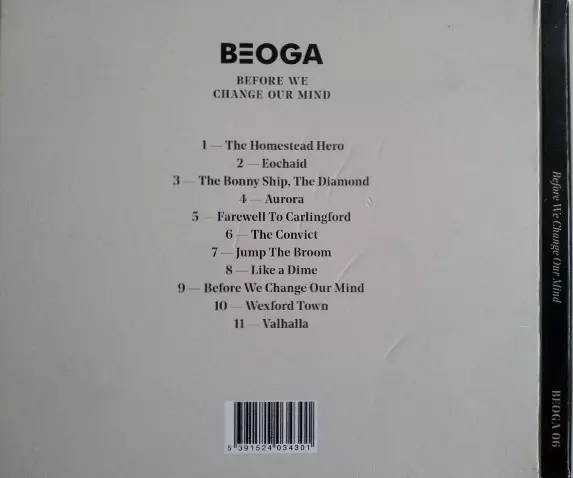 BEOGA
BEFORE WE
CHANGE OUR MIND
1 — The Homestead Hero
2 — Eochaid
3 — The Bonny Ship, The Diamond
4 — Aurora
5 — Farewell To Carlingford
6 — The Convict
7 — Jump The Broom
8 — Like a Dime
9 — Before We Change Our Mind
10 — Wexford Town
11 — Valhalla
5 391524 034301
Before We Change Our Mind
BEOGA 06